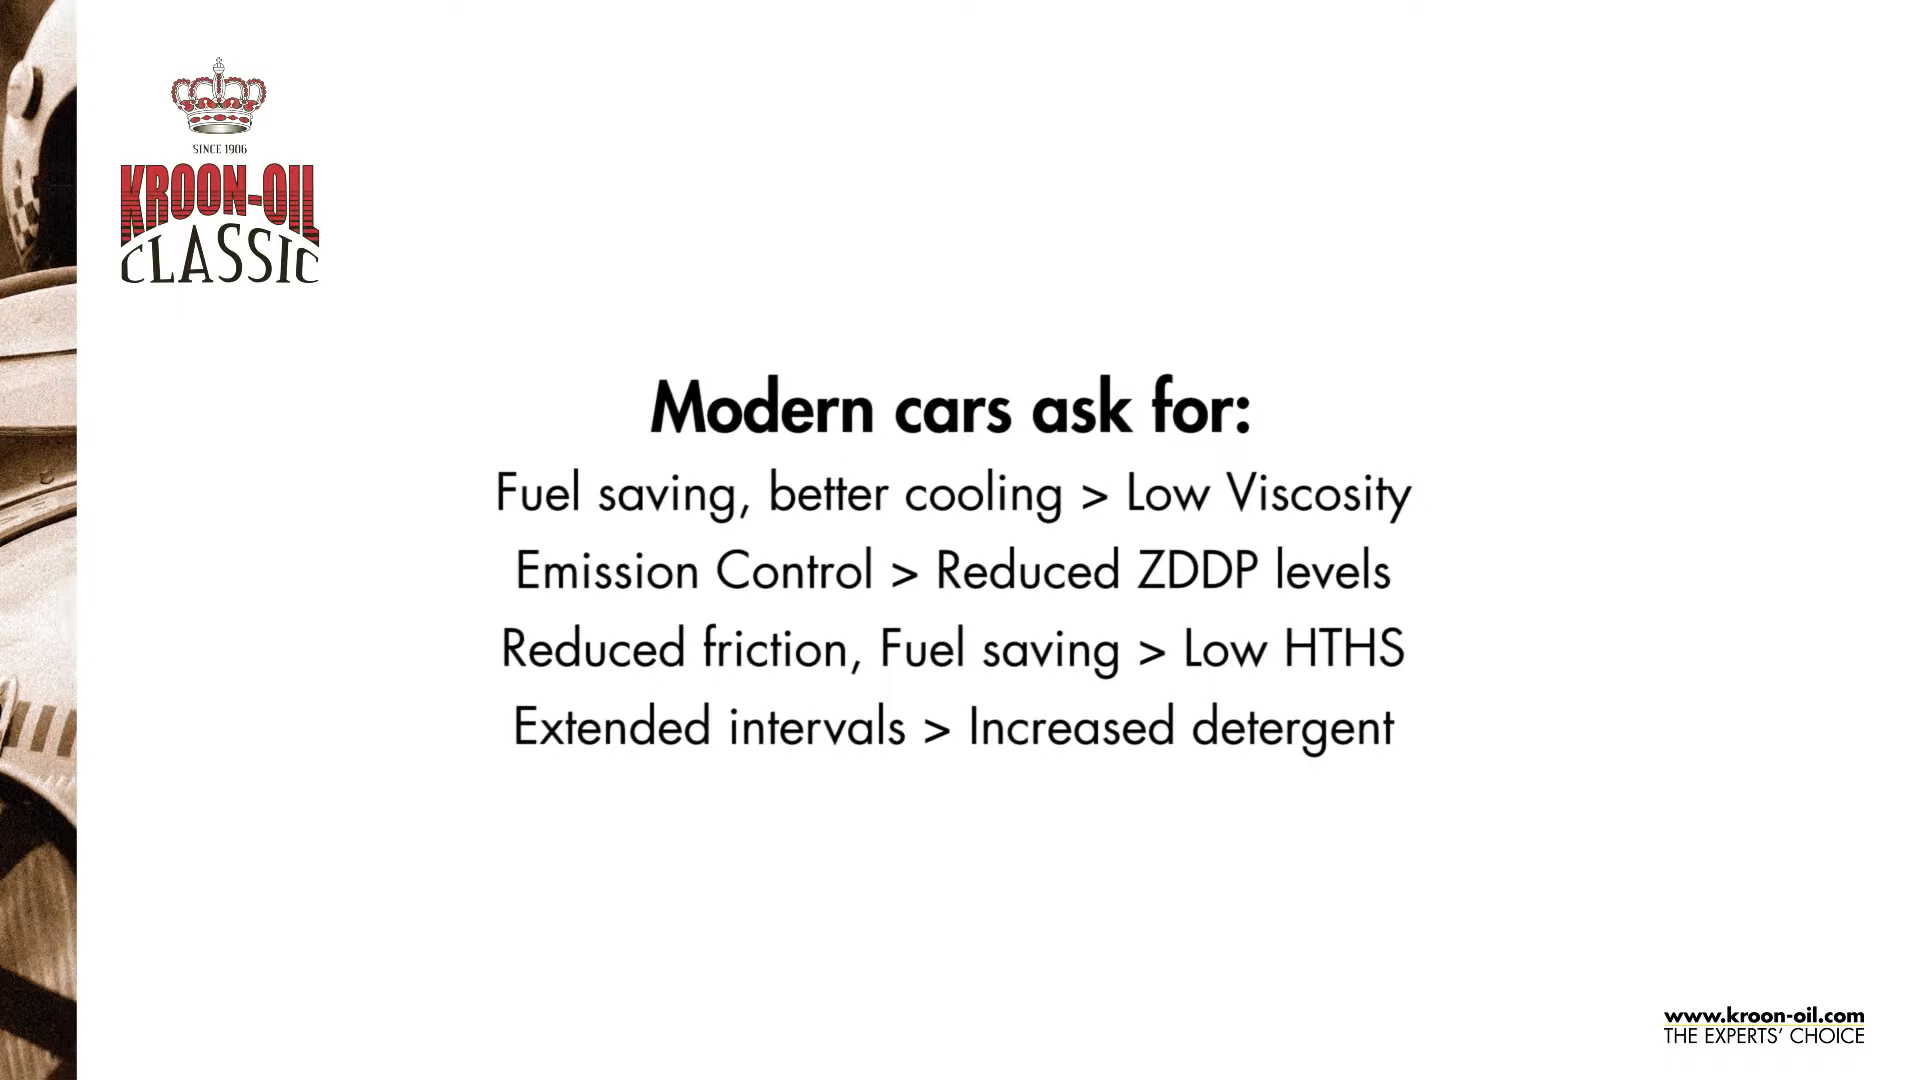 SINCE 1906
KROON-OIL
CLASSIC
Modern cars ask for:
Fuel saving, better cooling > Low Viscosity
Emission Control > Reduced ZDDP levels
Reduced friction, Fuel saving > Low HTHS
Extended intervals > Increased detergent
www.kroon-oil.com
THE EXPERTS' CHOICE